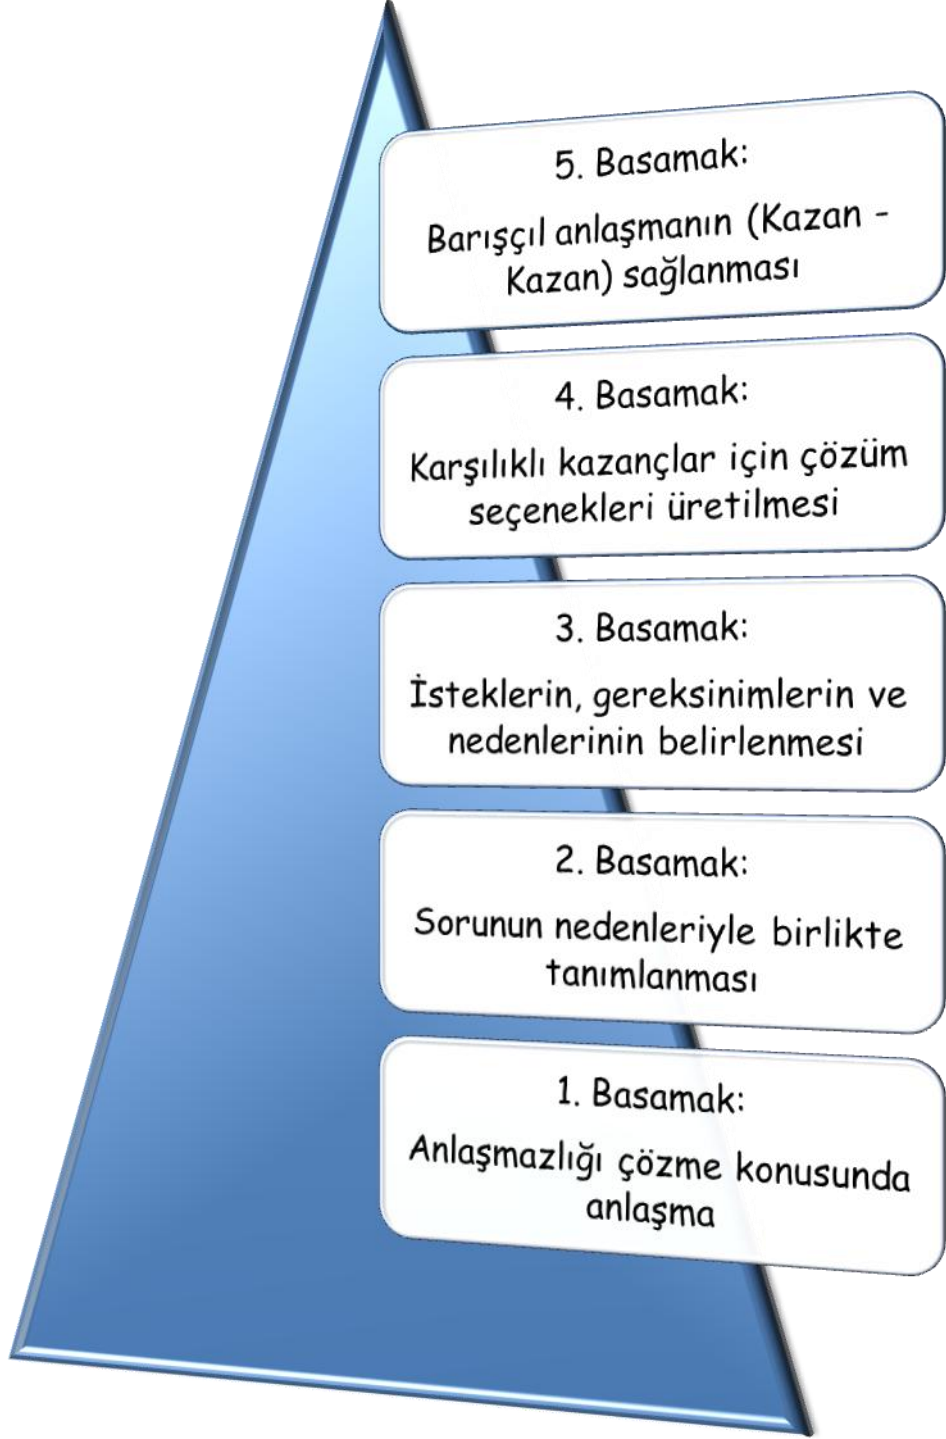 5. Basamak:
Barışçıl anlaşmanın (Kazan -
Kazan) sağlanması
4. Basamak:
Karşılıklı kazançlar için çözüm
seçenekleri üretilmesi
3. Basamak:
İsteklerin, gereksinimlerin ve
nedenlerinin belirlenmesi
2. Basamak:
Sorunun nedenleriyle birlikte
tanımlanması
1. Basamak:
Anlaşmazlığı çözme konusunda
anlaşma